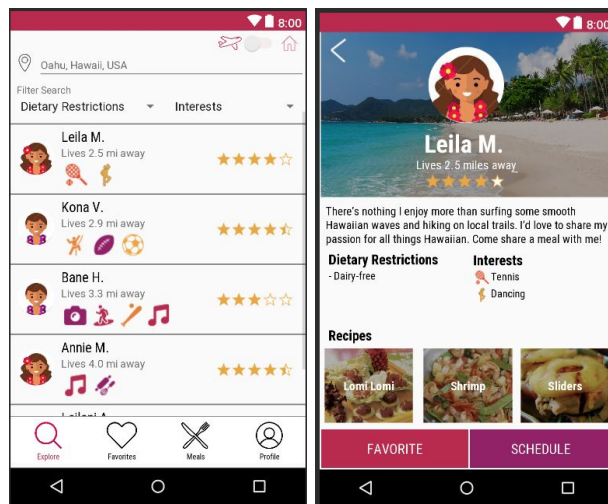 8:00
Oahu, Hawaii, USA
Filter Search
Dietary Restrictions
Interests
Leila M.
Lives 2.5 mi away
Kona V.
Lives 2.9 mi away
Bane H.
Lives 3.3 mi away
Annie M.
Lives 4.0 mi away
Explore
Favorites
Meals
Profile
8:00
Leila M.
Lives 2.5 miles away
There's nothing I enjoy more than surfing some smooth
Hawaiian waves and hiking on local trails. I'd love to share my
passion for all things Hawaiian. Come share a meal with me!
Dietary Restrictions
- Dairy-free
Interests
Tennis
Dancing
Recipes
Lomi Lomi
Shrimp
Sliders
FAVORITE
SCHEDULE